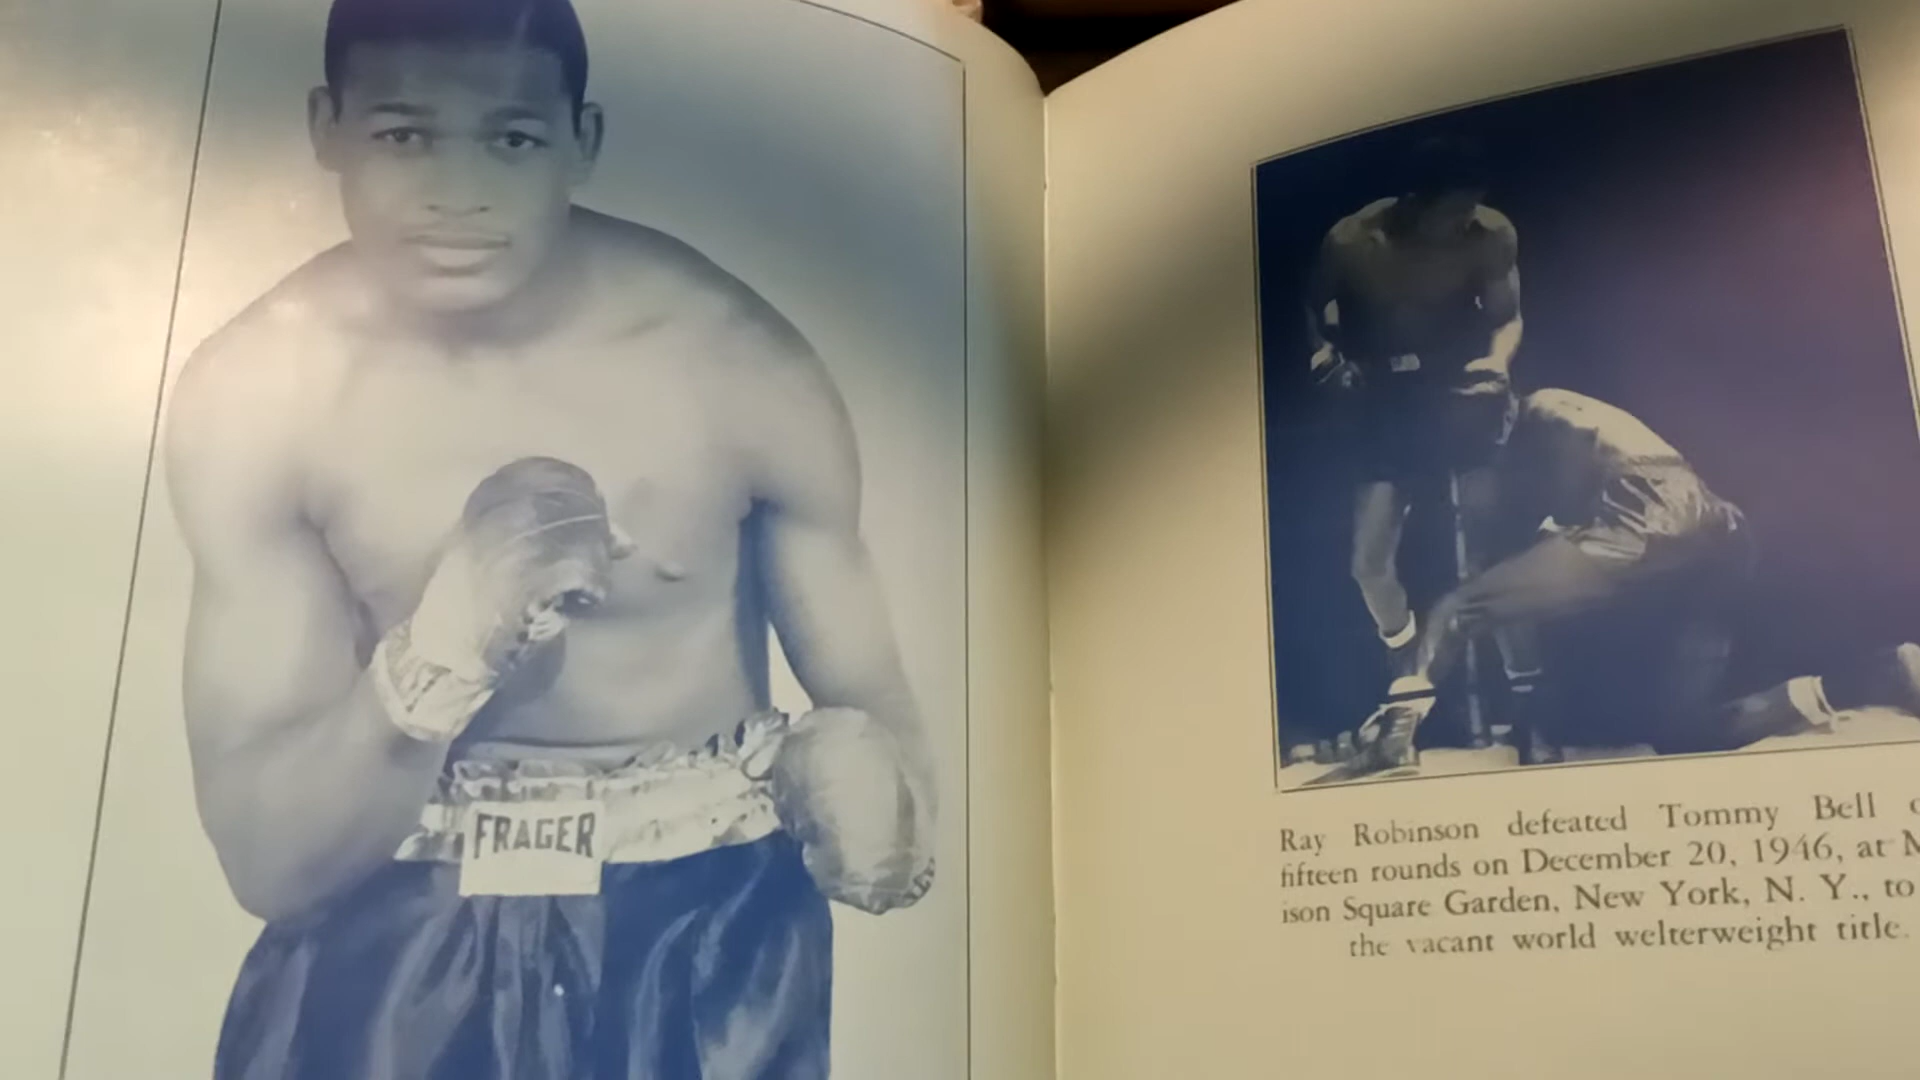 FRAGER
Ray Robinson defeated Tommy Bell
fifteen rounds on December 20, 1946, at
ison Square Garden, New York, N. Y., to
the vacant world welterweight title.